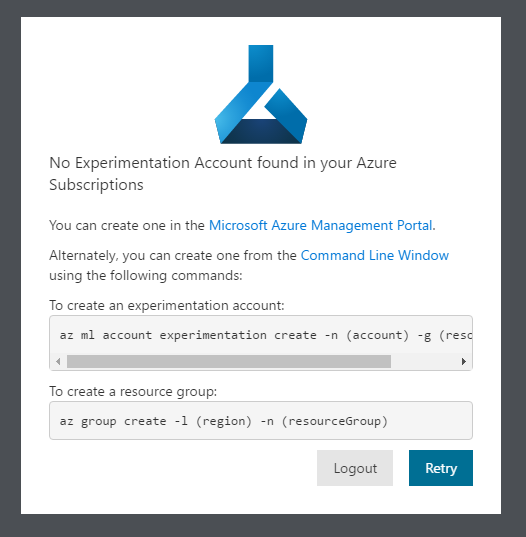 No Experimentation Account found in your Azure
Subscriptions
You can create one in the Microsoft Azure Management Portal.
Alternately, you can create one from the Command Line Window
using the following commands:
To create an experimentation account:
az ml account experimentation create -n (account) -g (resc
To create a resource group:
az group create -l (region) -n (resourceGroup)
Logout Retry